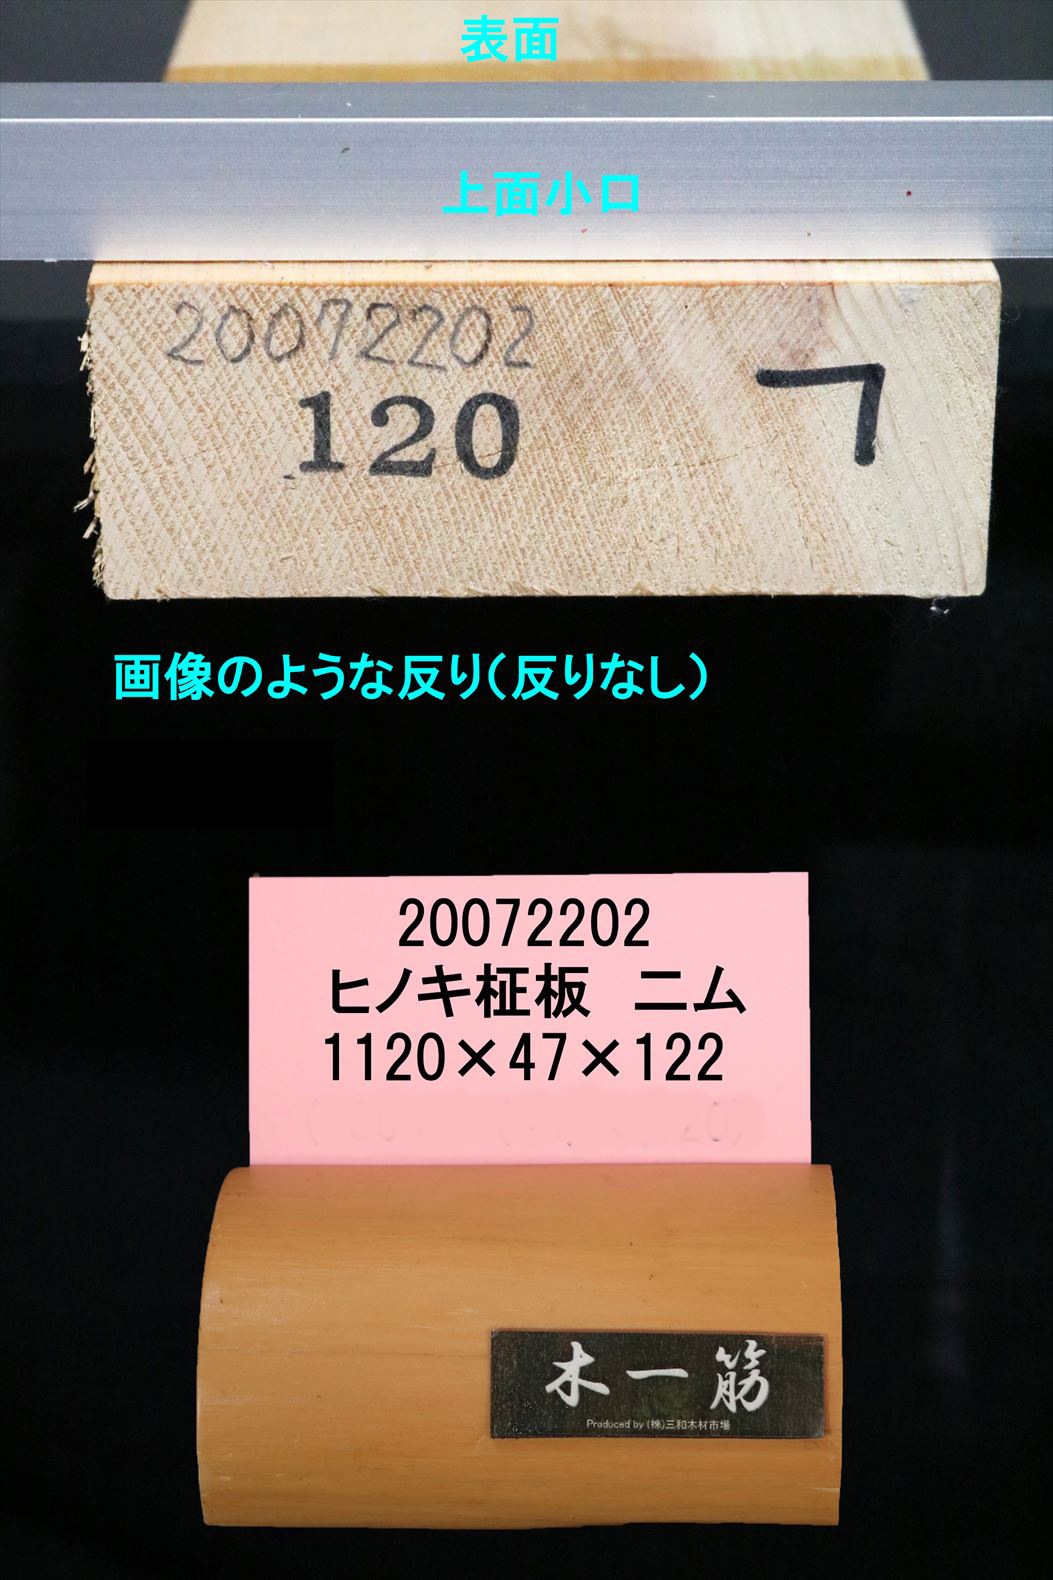 表面
上面小口
20072202
120
フ
画像のような反り(反りなし)
20072202
ヒノキ柾板　二ム
1120×47×122
木一筋
Produced by (株)三和木材市場